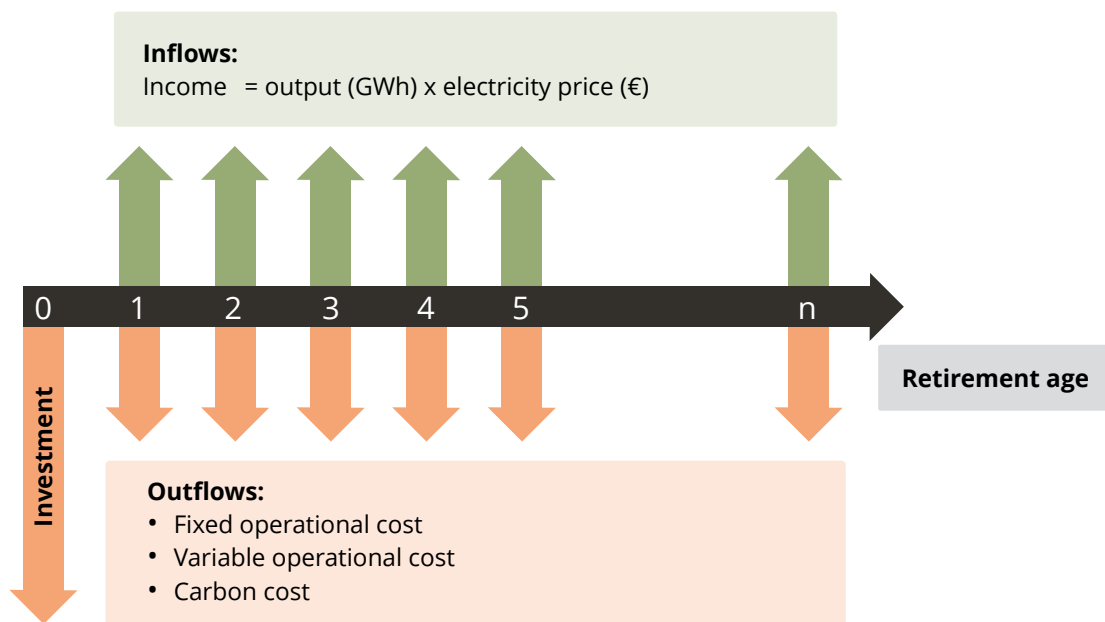 Inflows:
Income = output (GWh) x electricity price (€)
0 1 2 3 4 5 n
Retirement age
Investment
Outflows:
• Fixed operational cost
• Variable operational cost
• Carbon cost